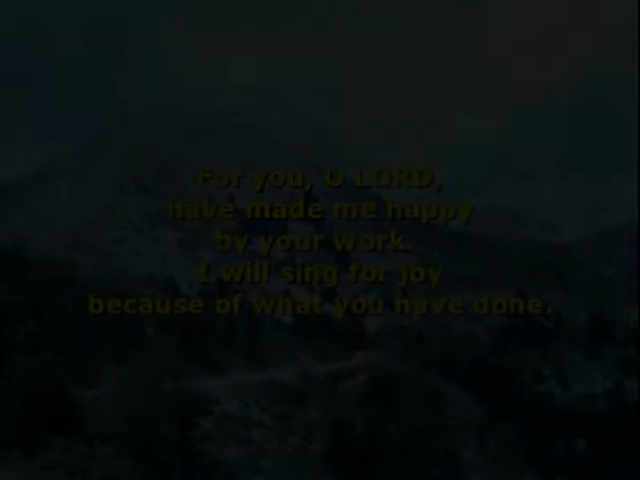 For you, O LORD,
have made me happy
by your work.
I will sing for joy
because of what you have done.